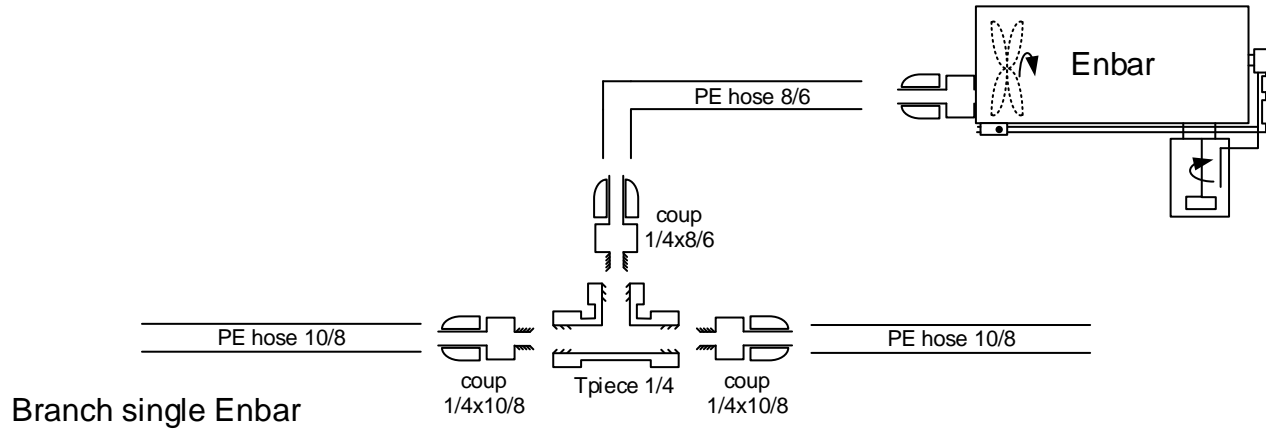 Enbar
PE hose 8/6
coup
1/4x8/6
PE hose 10/8
PE hose 10/8
coup
1/4x10/8
Tpiece 1/4
coup
1/4x10/8
Branch single Enbar